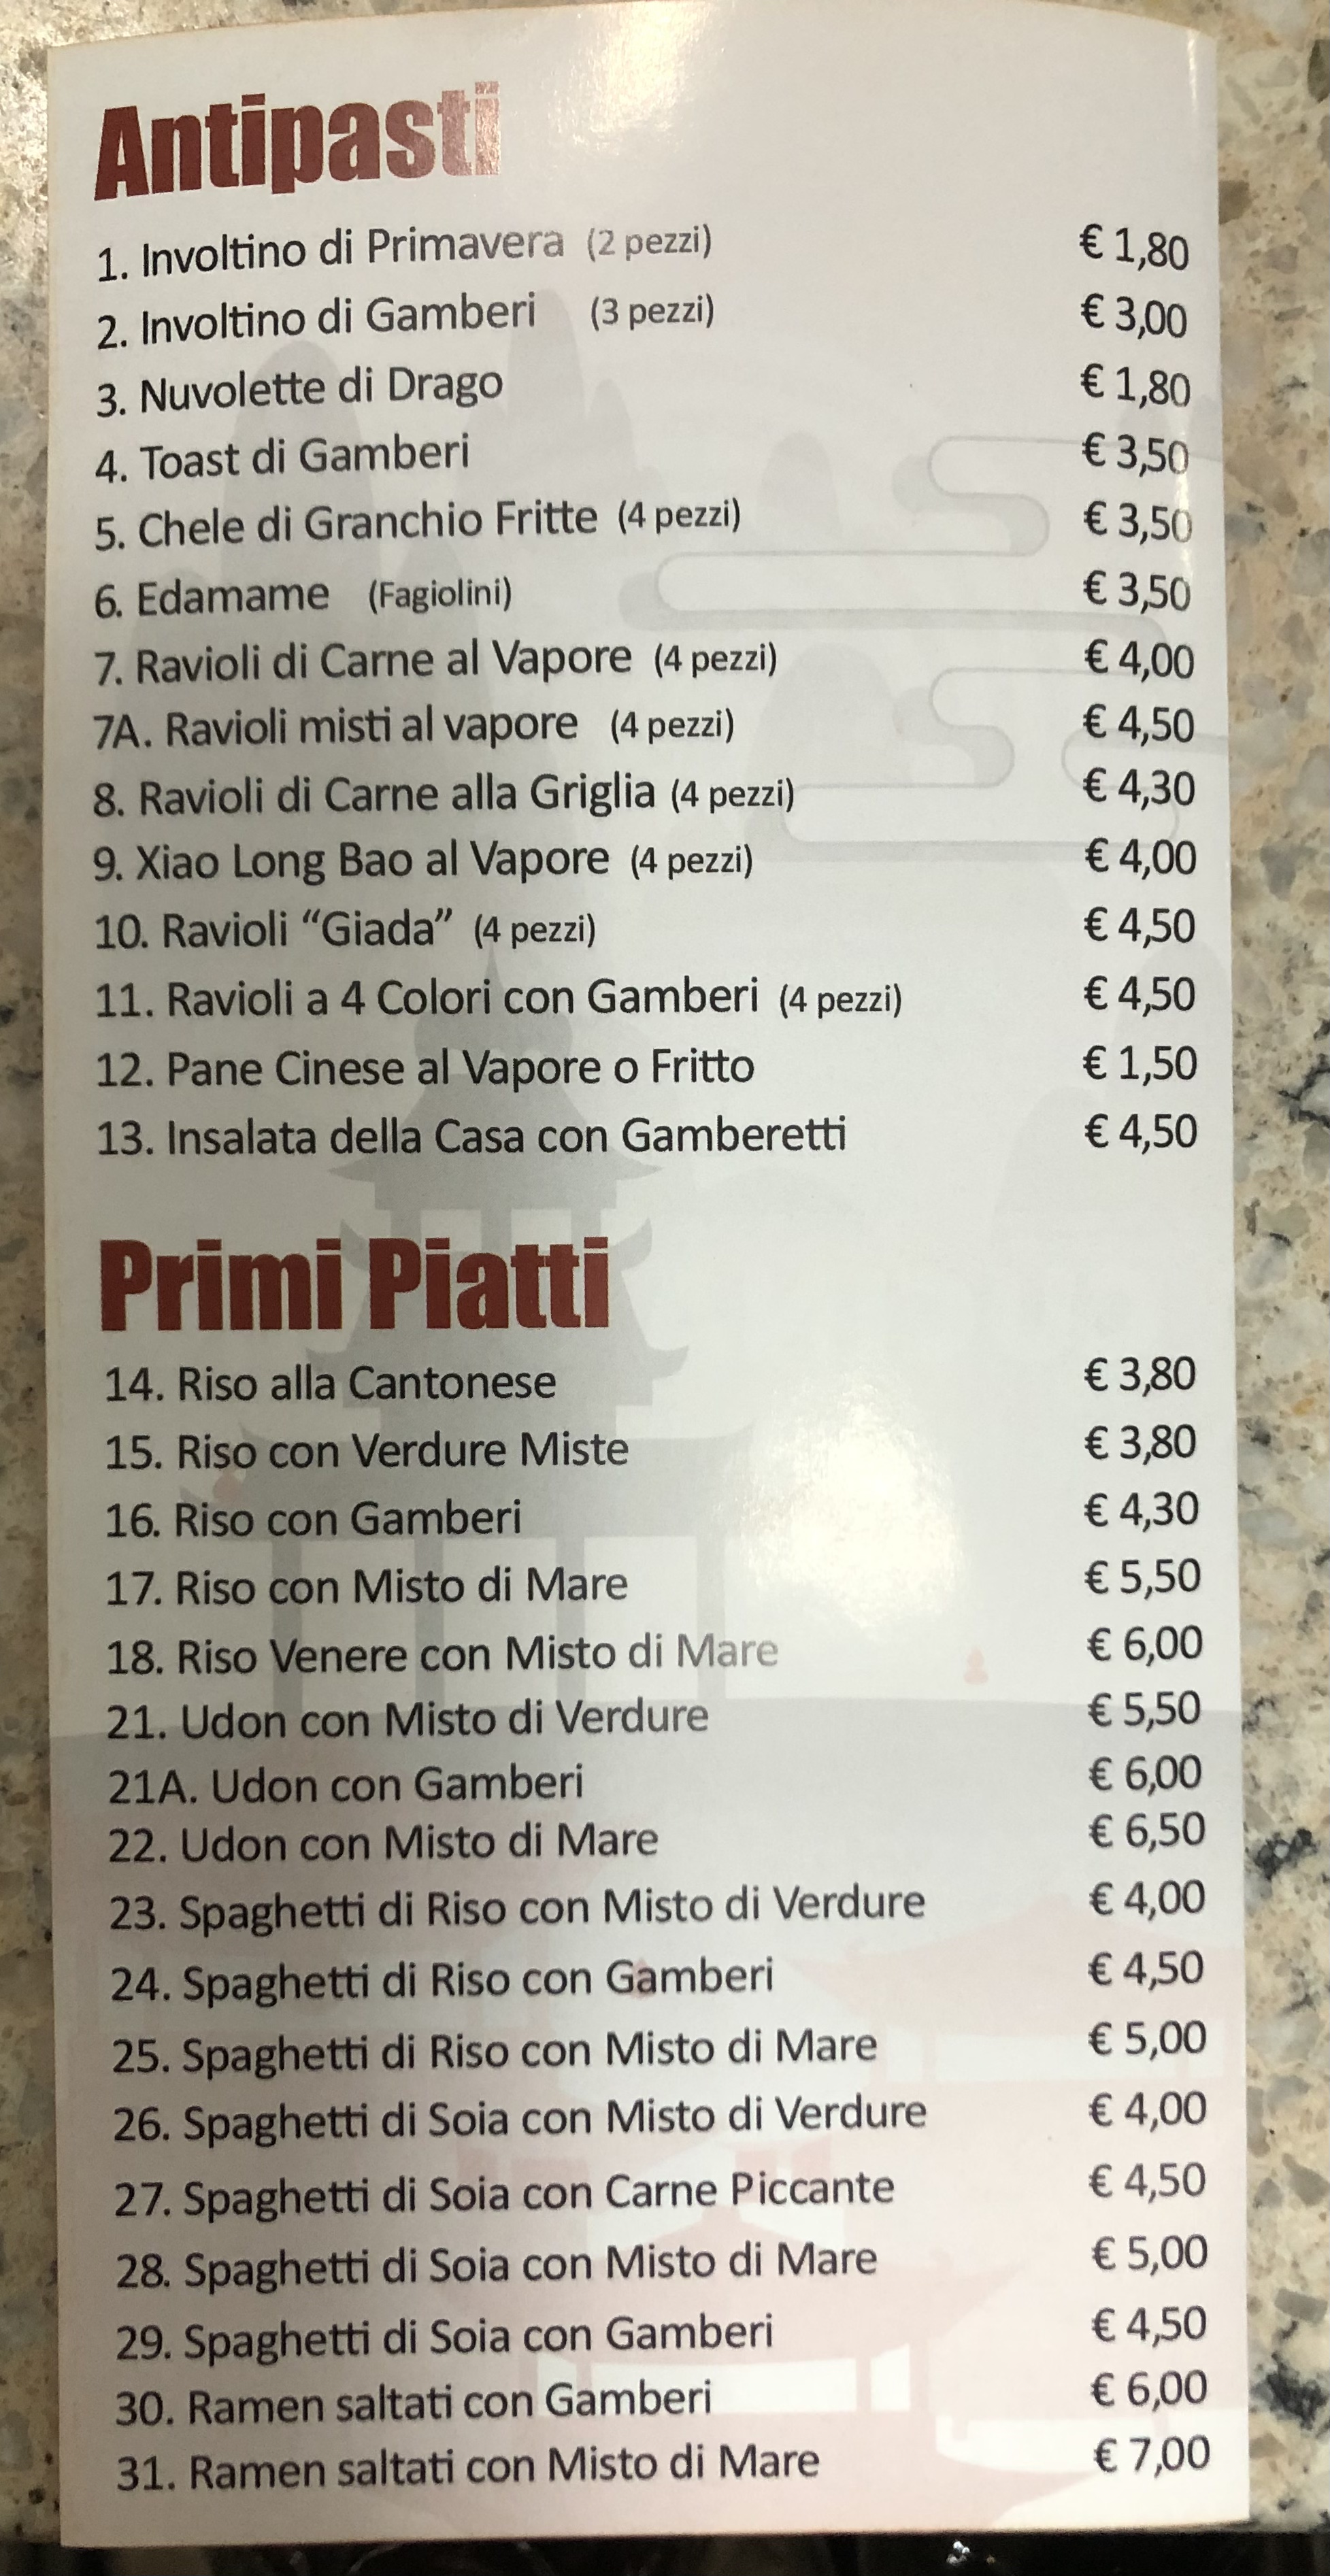 Antipasti
1. Involtino di Primavera (2 pezzi) € 1,80
2. Involtino di Gamberi (3 pezzi) € 3,00
3. Nuvolette di Drago € 1,80
4. Toast di Gamberi € 3,50
5. Chele di Granchio Fritte (4 pezzi) € 3,50
6. Edamame (Fagiolini) € 3,50
7. Ravioli di Carne al Vapore (4 pezzi) € 4,00
7A. Ravioli misti al vapore (4 pezzi) € 4,50
8. Ravioli di Carne alla Griglia (4 pezzi) € 4,30
9. Xiao Long Bao al Vapore (4 pezzi) € 4,00
10. Ravioli “Giada” (4 pezzi) € 4,50
11. Ravioli a 4 Colori con Gamberi (4 pezzi) € 4,50
12. Pane Cinese al Vapore o Fritto € 1,50
13. Insalata della Casa con Gamberetti € 4,50
Primi Piatti
14. Riso alla Cantonese € 3,80
15. Riso con Verdure Miste € 3,80
16. Riso con Gamberi € 4,30
17. Riso con Misto di Mare € 5,50
18. Riso Venere con Misto di Mare € 6,00
21. Udon con Misto di Verdure € 5,50
21A. Udon con Gamberi € 6,00
22. Udon con Misto di Mare € 6,50
23. Spaghetti di Riso con Misto di Verdure € 4,00
24. Spaghetti di Riso con Gamberi € 4,50
25. Spaghetti di Riso con Misto di Mare € 5,00
26. Spaghetti di Soia con Misto di Verdure € 4,00
27. Spaghetti di Soia con Carne Piccante € 4,50
28. Spaghetti di Soia con Misto di Mare € 5,00
29. Spaghetti di Soia con Gamberi € 4,50
30. Ramen saltati con Gamberi € 6,00
31. Ramen saltati con Misto di Mare € 7,00